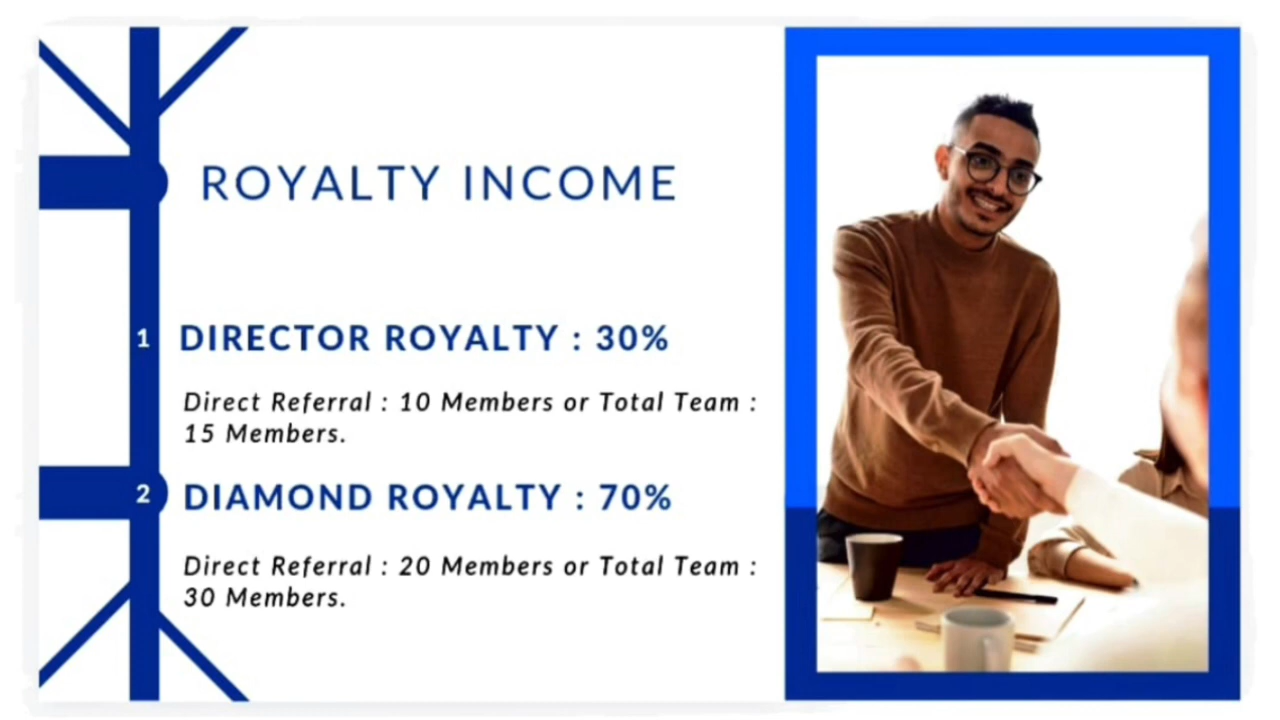 ROYALTY INCOME
1 DIRECTOR ROYALTY : 30%
Direct Referral : 10 Members or Total Team :
15 Members.
2 DIAMOND ROYALTY : 70%
Direct Referral : 20 Members or Total Team :
30 Members.